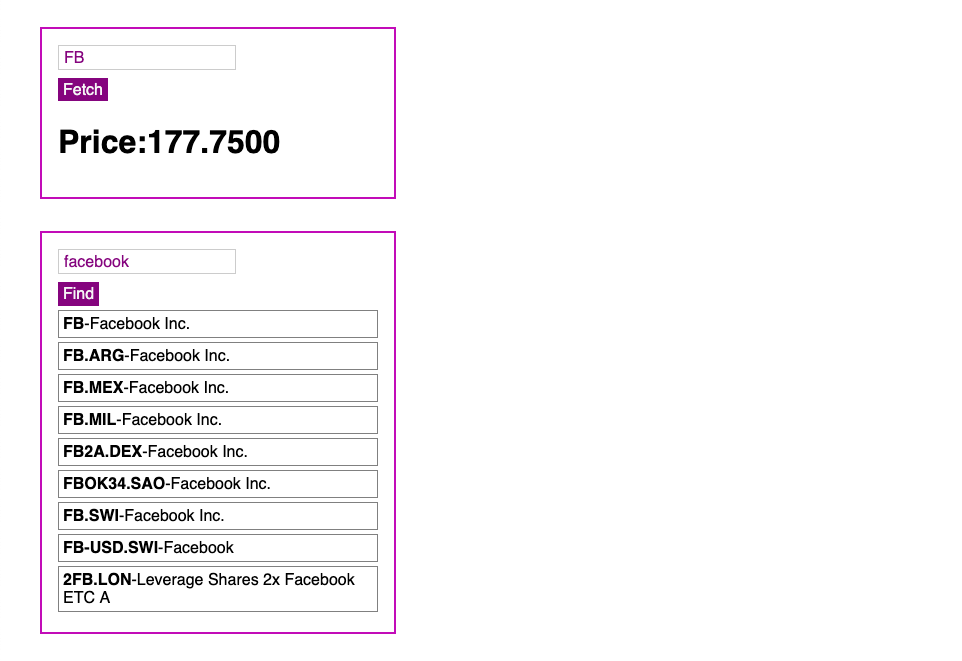 FB
Fetch
Price:177.7500
facebook
Find
FB-Facebook Inc.
FB.ARG-Facebook Inc.
FB.MEX-Facebook Inc.
FB.MIL-Facebook Inc.
FB2A.DEX-Facebook Inc.
FBOK34.SAO-Facebook Inc.
FB.SWI-Facebook Inc.
FB-USD.SWI-Facebook
2FB.LON-Leverage Shares 2x Facebook
ETC A